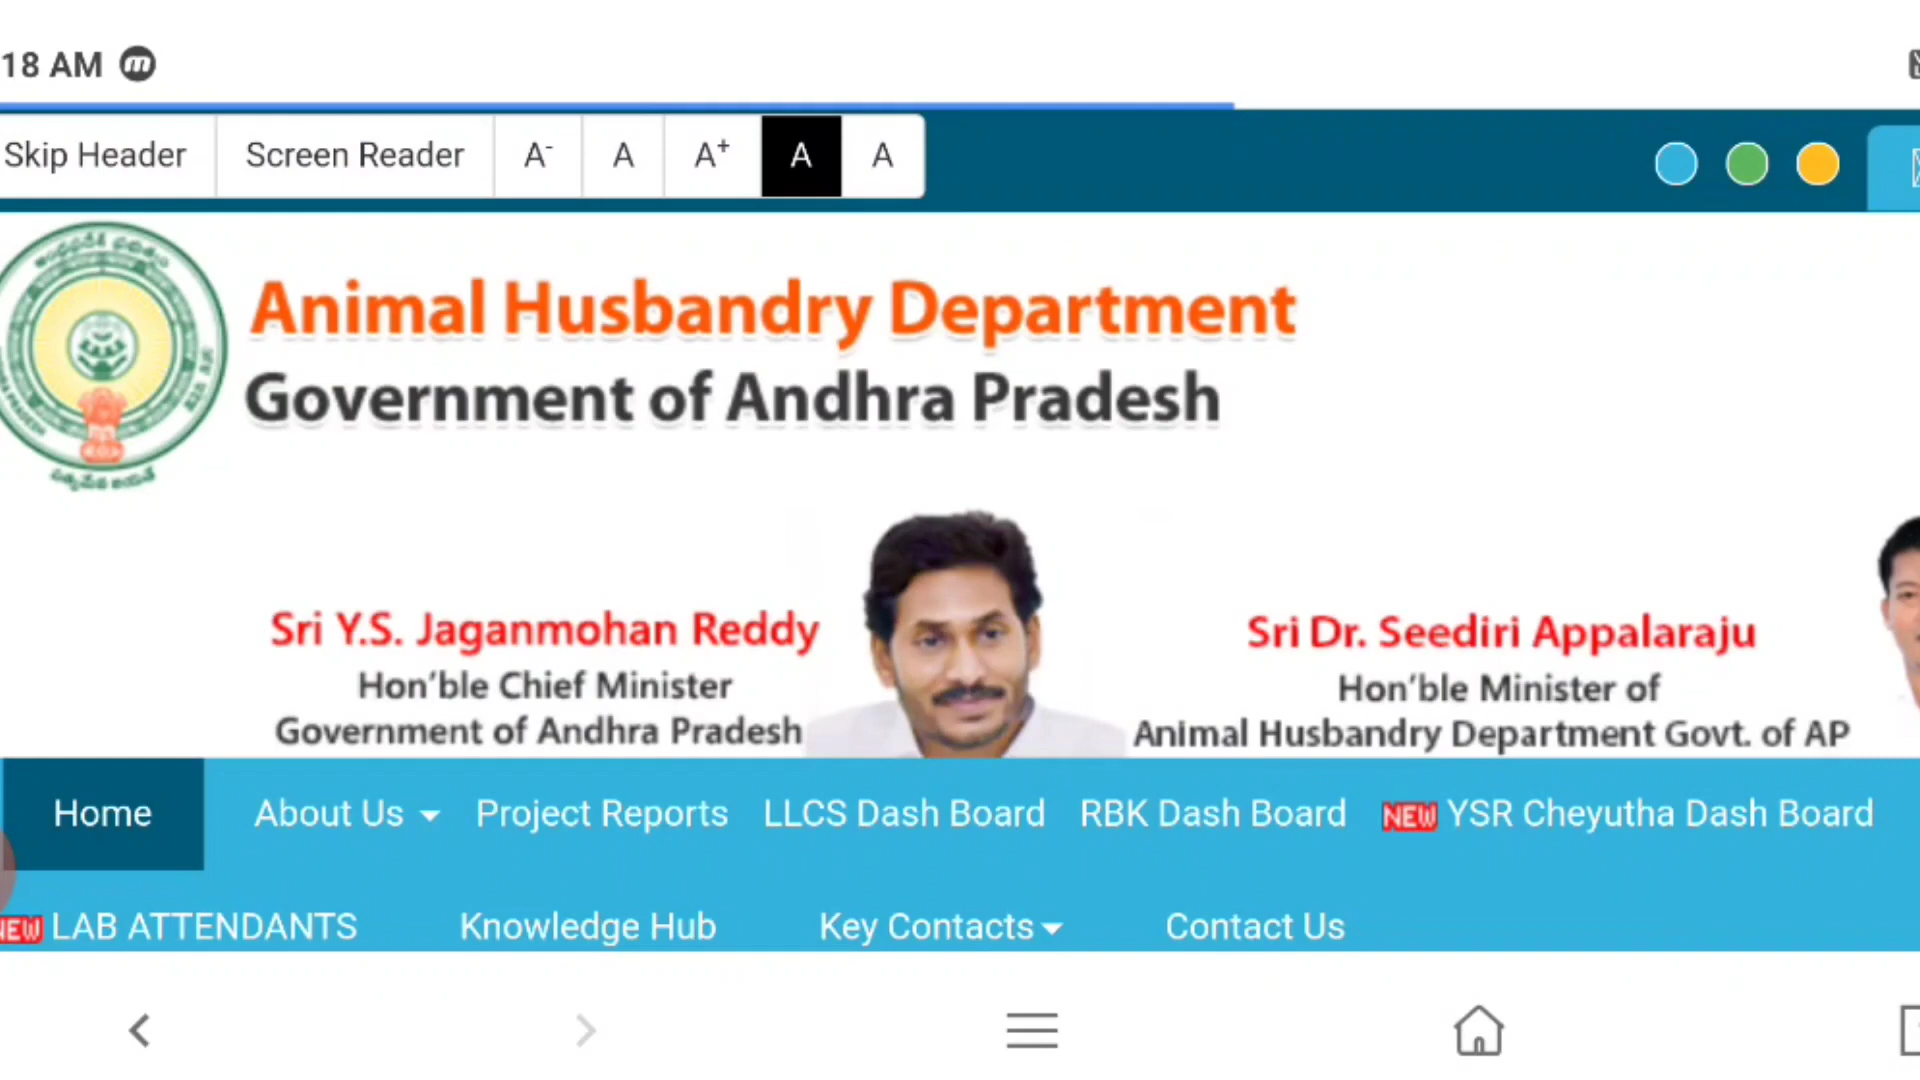 18 AM
Skip Header Screen Reader A- A A+ A A
Animal Husbandry Department
Government of Andhra Pradesh
Sri Y.S. Jaganmohan Reddy
Hon'ble Chief Minister
Government of Andhra Pradesh
Sri Dr. Seediri Appalaraju
Hon'ble Minister of
Animal Husbandry Department Govt. of AP
Home About Us Project Reports LLCS Dash Board RBK Dash Board NEW YSR Cheyutha Dash Board
NEW LAB ATTENDANTS Knowledge Hub Key Contacts Contact Us